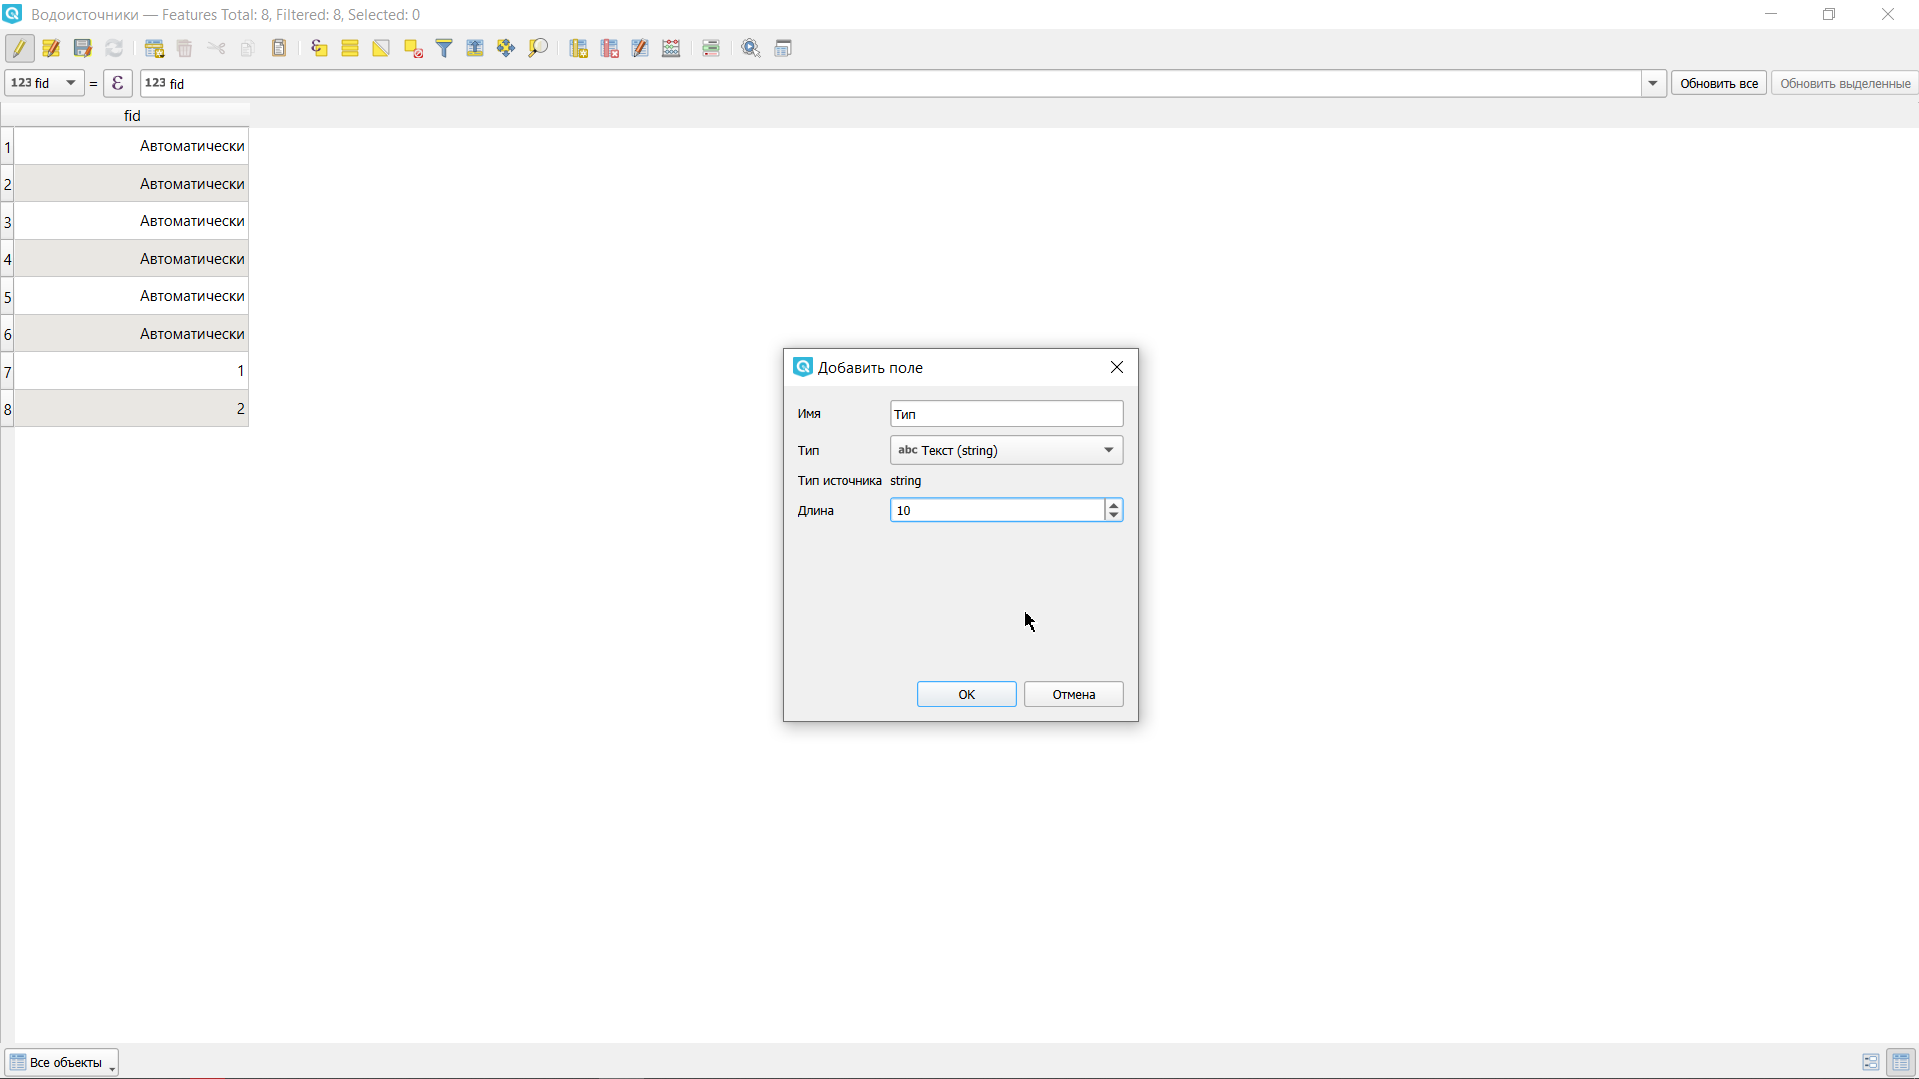 Водоисточники — Features Total: 8, Filtered: 8, Selected: 0
123 fid = ε 123 fid Обновить все Обновить выделенные
fid
1 Автоматически
2 Автоматически
3 Автоматически
4 Автоматически
5 Автоматически
6 Автоматически
7 1
8 2
Добавить поле
Имя Тип
Тип abc Текст (string)
Тип источника string
Длина 10
ОК Отмена
Все объекты